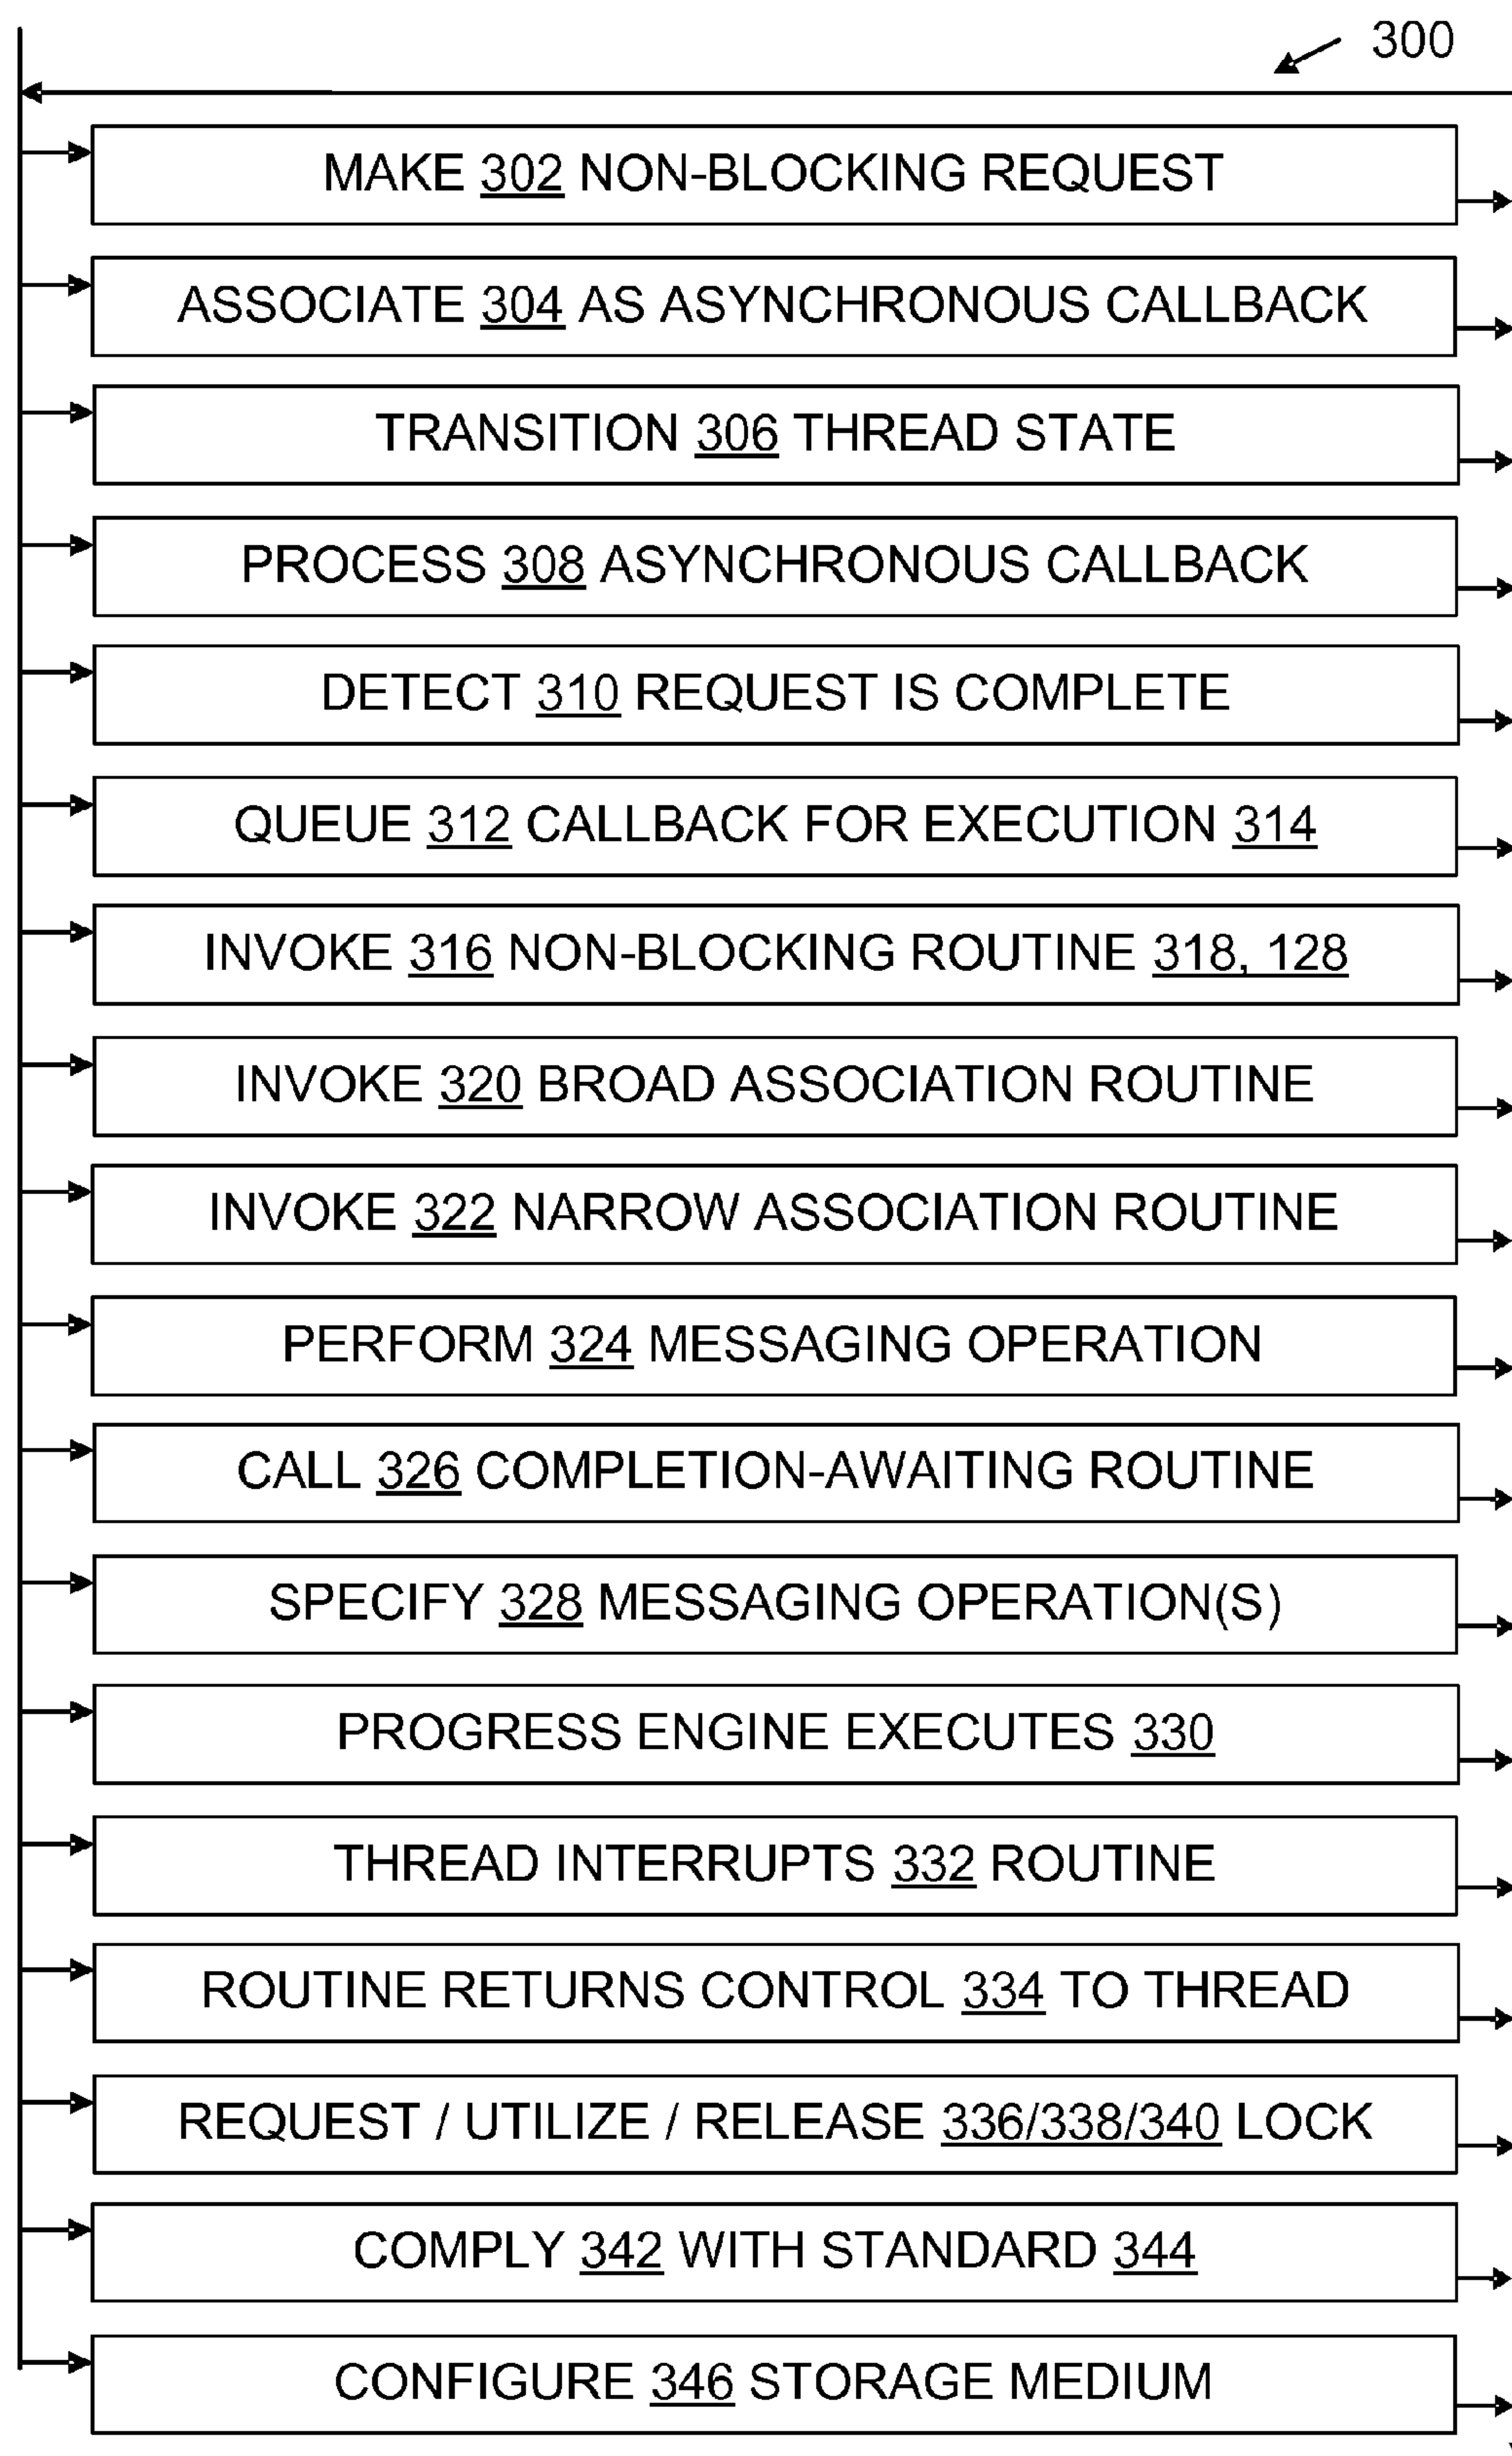 300
MAKE 302 NON-BLOCKING REQUEST
ASSOCIATE 304 AS ASYNCHRONOUS CALLBACK
TRANSITION 306 THREAD STATE
PROCESS 308 ASYNCHRONOUS CALLBACK
DETECT 310 REQUEST IS COMPLETE
QUEUE 312 CALLBACK FOR EXECUTION 314
INVOKE 316 NON-BLOCKING ROUTINE 318, 128
INVOKE 320 BROAD ASSOCIATION ROUTINE
INVOKE 322 NARROW ASSOCIATION ROUTINE
PERFORM 324 MESSAGING OPERATION
CALL 326 COMPLETION-AWAITING ROUTINE
SPECIFY 328 MESSAGING OPERATION(S)
PROGRESS ENGINE EXECUTES 330
THREAD INTERRUPTS 332 ROUTINE
ROUTINE RETURNS CONTROL 334 TO THREAD
REQUEST / UTILIZE / RELEASE 336/338/340 LOCK
COMPLY 342 WITH STANDARD 344
CONFIGURE 346 STORAGE MEDIUM